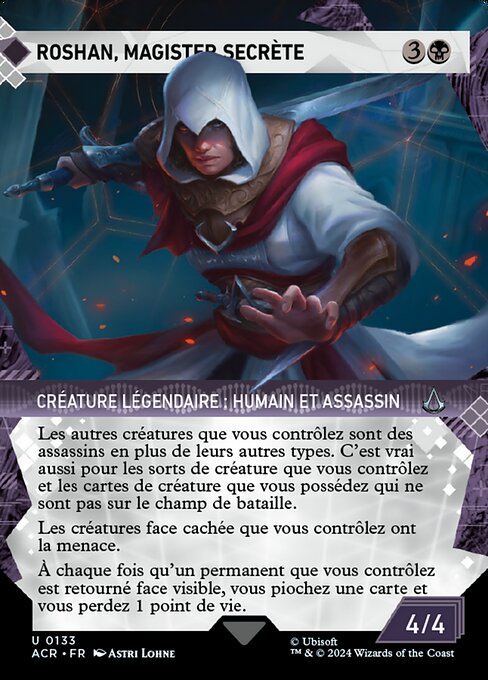 ROSHAN, MAGISTER SECRÈTE
3
CRÉATURE LÉGENDAIRE : HUMAIN ET ASSASSIN
Les autres créatures que vous contrôlez sont des
assassins en plus de leurs autres types. C'est vrai
aussi pour les sorts de créature que vous contrôlez
et les cartes de créature que vous possédez qui ne
sont pas sur le champ de bataille.
Les créatures face cachée que vous contrôlez ont
la menace.
À chaque fois qu'un permanent que vous contrôlez
est retourné face visible, vous piochez une carte et
vous perdez 1 point de vie.
4/4
U 0133
ACR • FR Astri Lohne
© Ubisoft
™ & © 2024 Wizards of the Coast